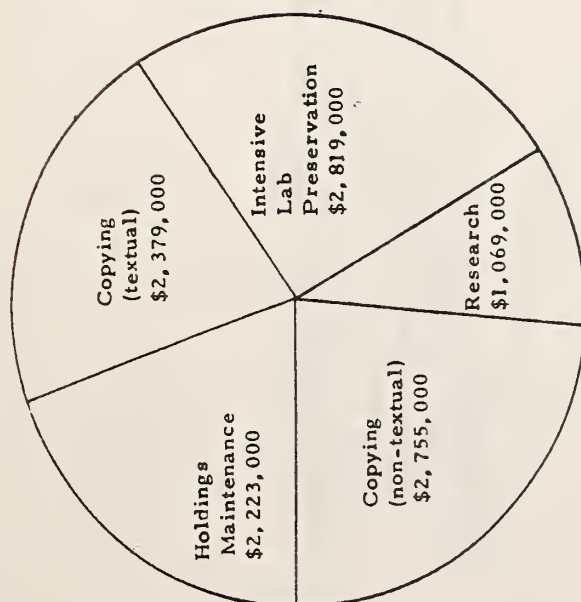 Copying
(textual)
$2,379,000
Holdings
Maintenance
$2,223,000
Intensive
Lab
Preservation
$2,819,000
Copying
(non-textual)
$2,755,000
Research
$1,069,000